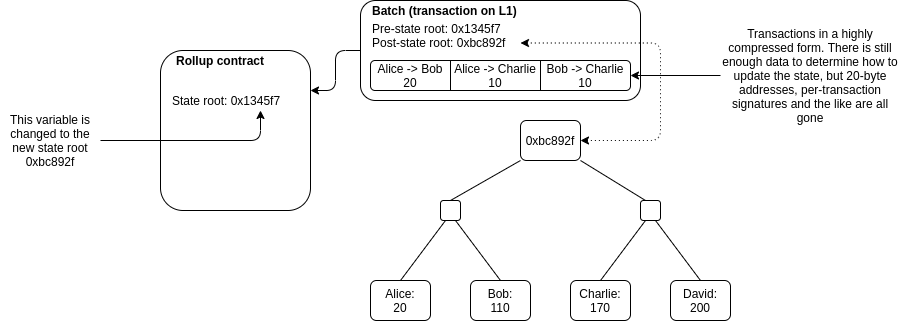 Batch (transaction on L1)
Pre-state root: 0x1345f7
Post-state root: 0xbc892f
Alice -> Bob
20
Alice -> Charlie
10
Bob -> Charlie
10
Transactions in a highly
compressed form. There is still
enough data to determine how to
update the state, but 20-byte
addresses, per-transaction
signatures and the like are all
gone
Rollup contract
State root: 0x1345f7
This variable is
changed to the
new state root
0xbc892f
0xbc892f
Alice:
20
Bob:
110
Charlie:
170
David:
200